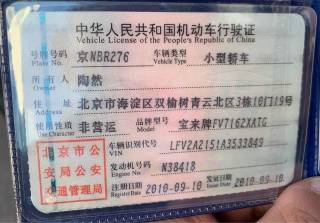 中华人民共和国机动车行驶证
Vehicle License of the People's Republic of China
号牌号码 京NBR276 车辆类型 小型轿车
Plate No. Vehicle Type
所有人 陶然
Owner
住址 北京市海淀区双榆树青云北区3栋10门19号
Address
使用性质 非营运 品牌型号 宝来牌FV7162XATG
车辆识别代号 LFV2A2151A3533849
VIN
发动机号码 N38418
Engine No.
注册日期 2010-09-10 发证日期 2010-09-10
Register Date Issue Date
北京市公
安局公安
交通管理局